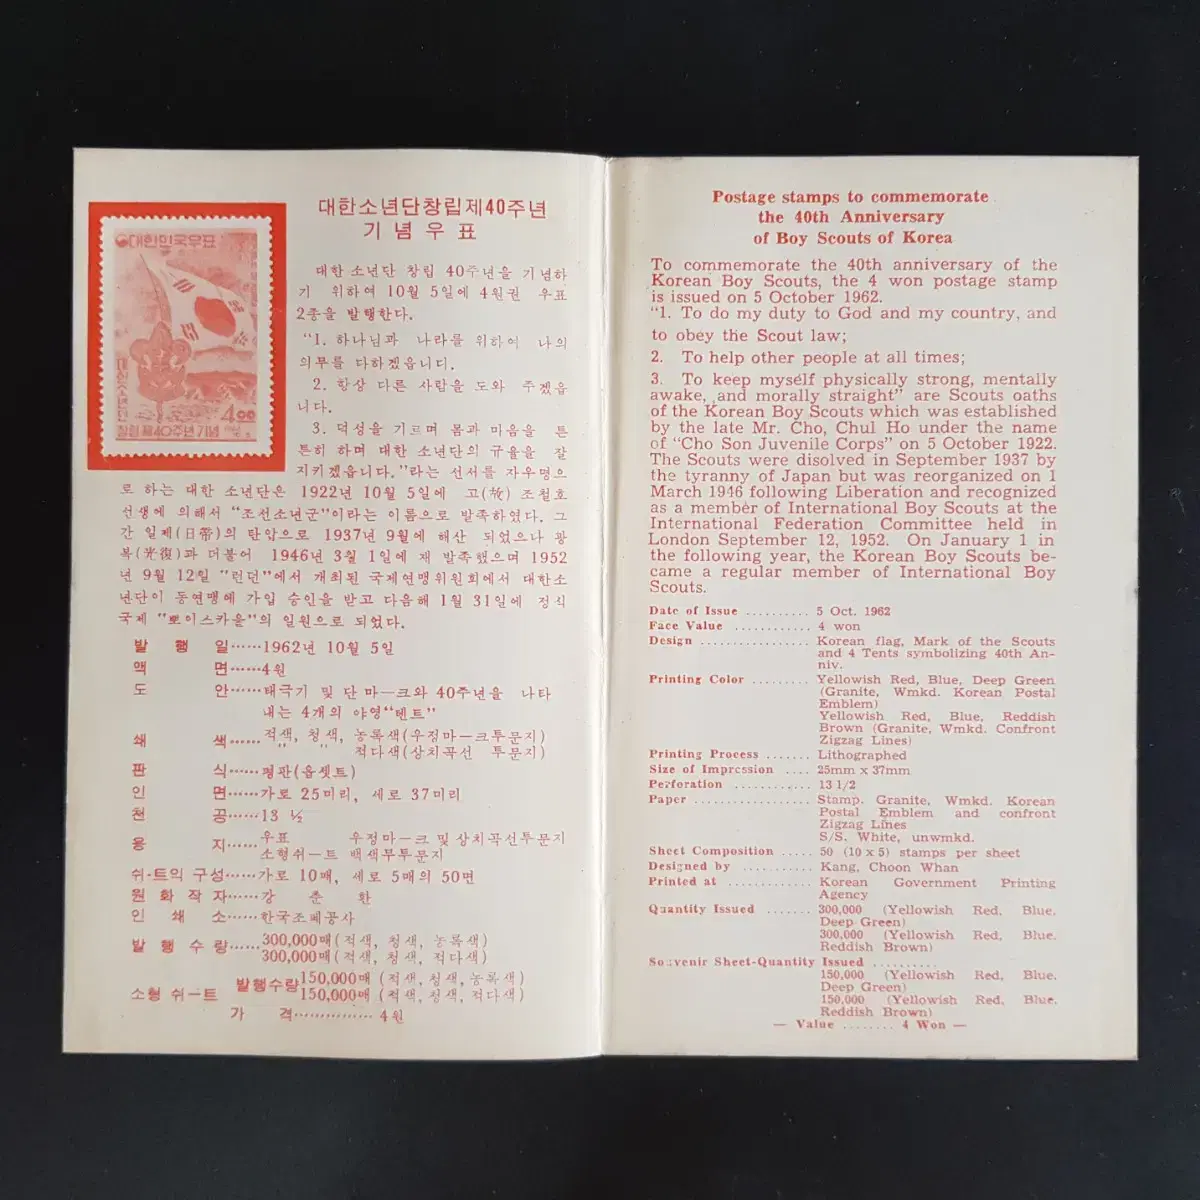 대한민국우표
대한소년단
4.00
창립제40주년기념
대한소년단창립제40주년
기념우표
대한 소년단 창립 40주년을 기념하
기 위하여 10월 5일에 4원권 우표
2종을 발행한다.
“1. 하나님과 나라를 위하여 나의
의무를 다하겠읍니다.
2. 항상 다른 사람을 도와 주겠읍
니다.
3. 덕성을 기르며 몸과 마음을 튼
튼히 하며 대한 소년단의 규율을 잘
지키겠읍니다.”라는 선서를 자우명으
로 하는 대한 소년단은 1922년 10월 5일에 고(故) 조철호
선생에 의해서 “조선소년군”이라는 이름으로 발족하였다. 그
간 일제(日帝)의 탄압으로 1937년 9월에 해산 되었으나 광
복(光復)과 더불어 1946년 3월 1일에 재 발족했으며 1952
년 9월 12일 “런던”에서 개최된 국제연맹위원회에서 대한소
년단이 동연맹에 가입 승인을 받고 다음해 1월 31일에 정식
국제 “뽀이스카울”의 일원으로 되었다.
발 행 일······1962년 10월 5일
액 면······4원
도 안······태극기 및 단 마―크와 40주년을 나타
내는 4개의 야영“텐트”
쇄 색······적색, 청색, 농록색(우정마―크투문지)
〃 〃 적다색(상치곡선 투문지)
판 식······평판(옵셋트)
인 면······가로 25미리, 세로 37미리
천 공······13 ½
용 지······우표 우정마―크 및 상치곡선투문지
소형쉬―트 백색부투문지
쉬-트의 구성······가로 10매, 세로 5매의 50면
원 화 작 자······강 춘 환
인 쇄 소······한국조폐공사
발 행 수 량······300,000매(적색, 청색, 농록색)
300,000매(적색, 청색, 적다색)
소형 쉬―트 발행수량150,000매 (적색, 청색, 농록색)
150,000매 (적색, 청색, 적다색)
가 격··············· 4원
Postage stamps to commemorate
the 40th Anniversary
of Boy Scouts of Korea
To commemorate the 40th anniversary of the
Korean Boy Scouts, the 4 won postage stamp
is issued on 5 October 1962.
“1. To do my duty to God and my country, and
to obey the Scout law;
2. To help other people at all times;
3. To keep myself physically strong, mentally
awake, and morally straight” are Scouts oaths
of the Korean Boy Scouts which was established
by the late Mr. Cho, Chul Ho under the name
of “Cho Son Juvenile Corps” on 5 October 1922.
The Scouts were disolved in September 1937 by
the tyranny of Japan but was reorganized on 1
March 1946 following Liberation and recognized
as a member of International Boy Scouts at the
International Federation Committee held in
London September 12, 1952. On January 1 in
the following year, the Korean Boy Scouts be-
came a regular member of International Boy
Scouts.
Date of Issue .......... 5 Oct. 1962
Face Value ............ 4 won
Design ................. Korean flag, Mark of the Scouts
and 4 Tents symbolizing 40th An-
niv.
Printing Color ......... Yellowish Red, Blue, Deep Green
(Granite, Wmkd. Korean Postal
Emblem)
Yellowish Red, Blue, Reddish
Brown (Granite, Wmkd. Confront
Zigzag Lines)
Printing Process ....... Lithographed
Size of Impression .... 25mm x 37mm
Perforation ............ 13 1/2
Paper .................. Stamp. Granite, Wmkd. Korean
Postal Emblem and confront
Zigzag Lines
S/S. White, unwmkd.
Sheet Composition ..... 50 (10 x 5) stamps per sheet
Designed by ........... Kang, Choon Whan
Printed at ............. Korean Government Printing
Agency
Quantity Issued ....... 300,000 (Yellowish Red, Blue,
Deep Green)
300,000 (Yellowish Red, Blue.
Reddish Brown)
Souvenir Sheet-Quantity Issued ..........
150,000 (Yellowish Red, Blue,
Deep Green)
150,000 (Yellowish Red, Blue.
Reddish Brown)
— Value ........ 4 Won —